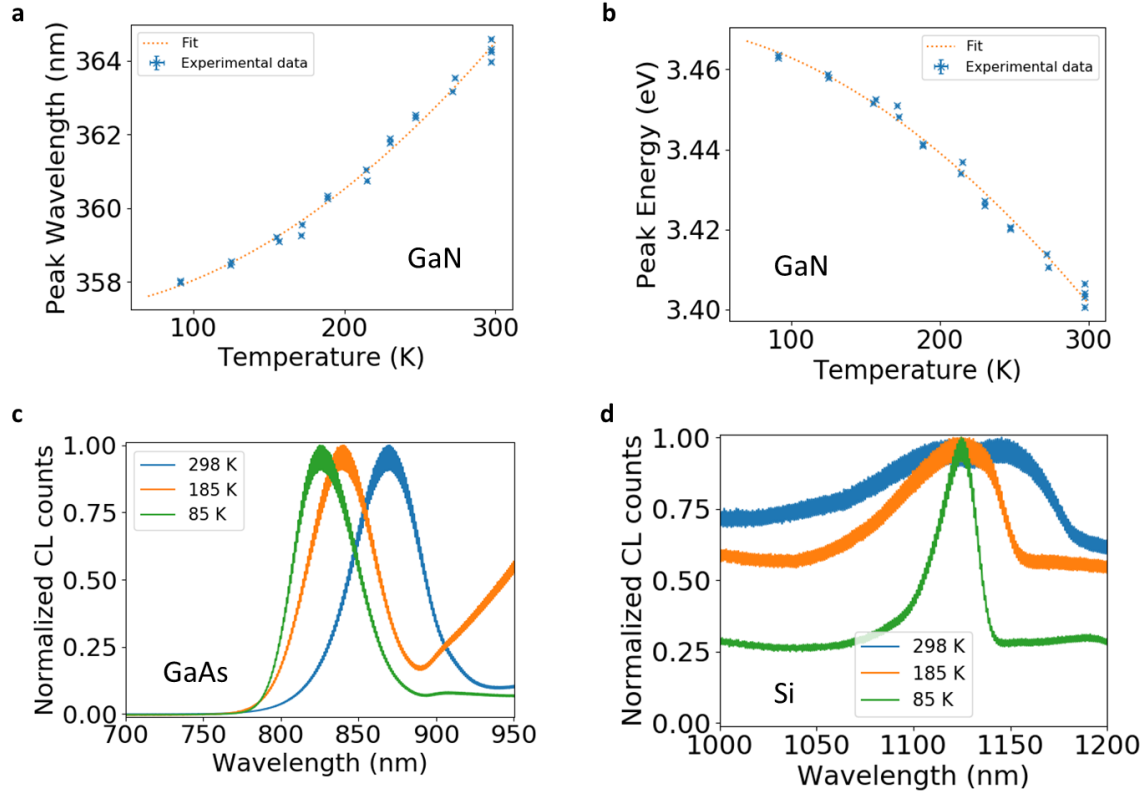 a
Peak Wavelength (nm)
364
362
360
358
Fit
Experimental data
GaN
100
200
300
Temperature (K)
b
Peak Energy (eV)
3.46
3.44
3.42
3.40
Fit
Experimental data
GaN
100
200
300
Temperature (K)
c
Normalized CL counts
1.00
0.75
0.50
0.25
0.00
298 K
185 K
85 K
GaAs
700
750
800
850
900
950
Wavelength (nm)
d
Normalized CL counts
1.00
0.75
0.50
0.25
0.00
298 K
185 K
85 K
Si
1000
1050
1100
1150
1200
Wavelength (nm)